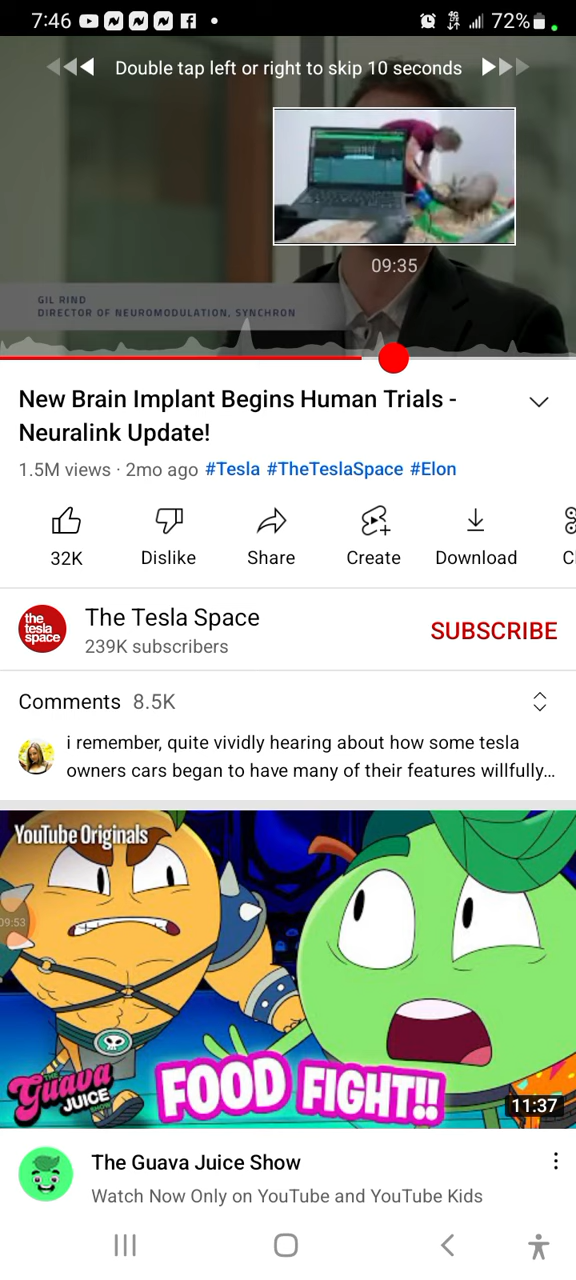 7:46
72%
Double tap left or right to skip 10 seconds
09:35
GIL RIND
DIRECTOR OF NEUROMODULATION, SYNCHRON
New Brain Implant Begins Human Trials -
Neuralink Update!
1.5M views · 2mo ago #Tesla #TheTeslaSpace #Elon
32K Dislike Share Create Download Cl
the tesla space
The Tesla Space
239K subscribers
SUBSCRIBE
Comments 8.5K
i remember, quite vividly hearing about how some tesla
owners cars began to have many of their features willfully...
YouTube Originals
09:53
THE
Guava
JUICE
SHOW
FOOD FIGHT!!
11:37
The Guava Juice Show
Watch Now Only on YouTube and YouTube Kids